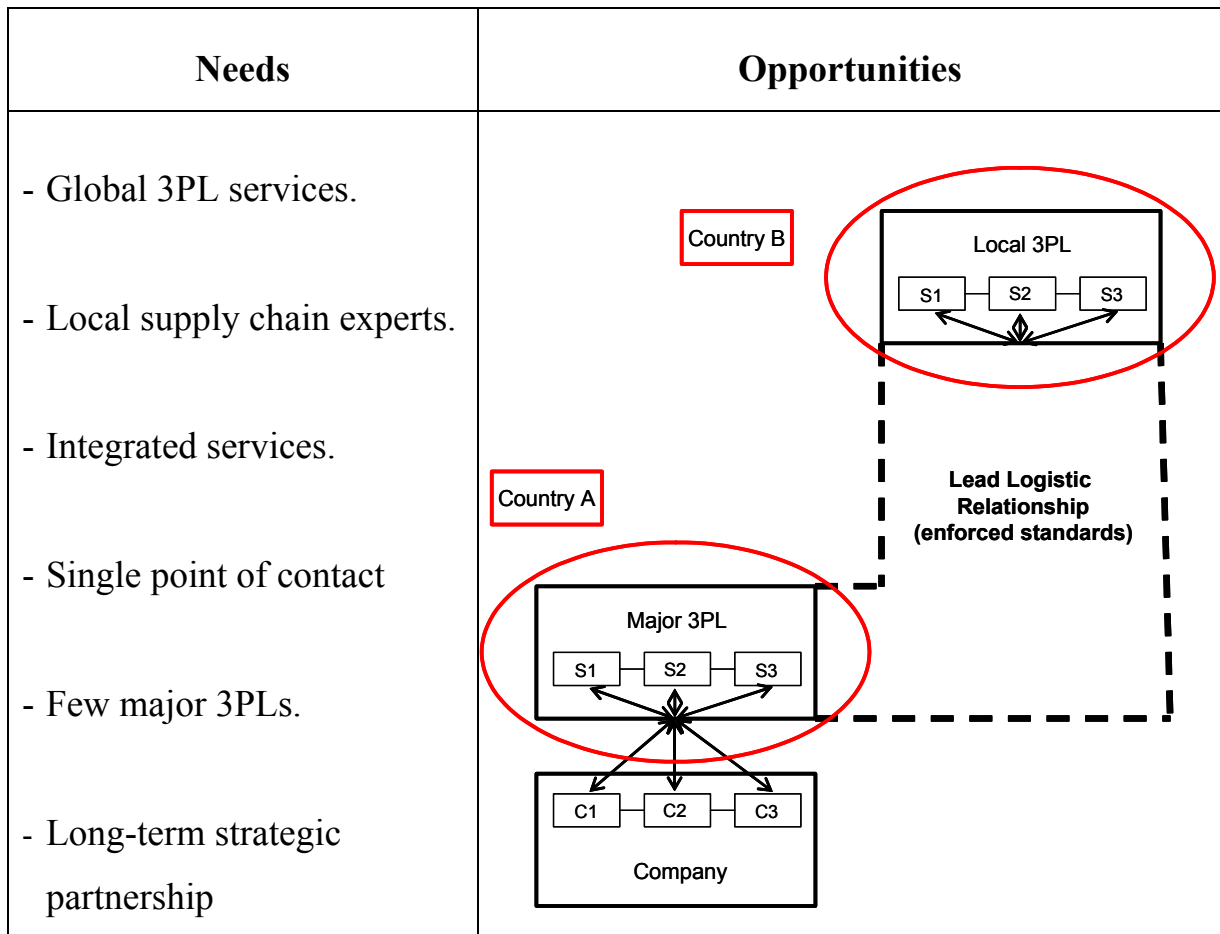 Needs
Opportunities
- Global 3PL services.
- Local supply chain experts.
- Integrated services.
- Single point of contact
- Few major 3PLs.
- Long-term strategic
partnership
Country B
Local 3PL
S1
S2
S3
Lead Logistic
Relationship
(enforced standards)
Country A
Major 3PL
S1
S2
S3
C1
C2
C3
Company